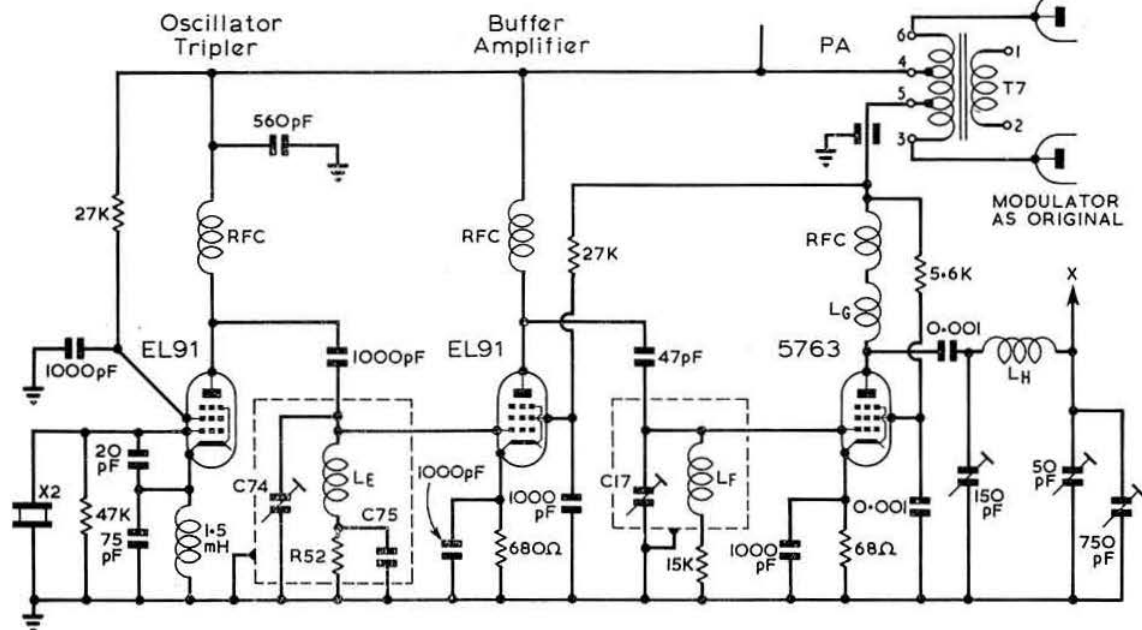 Oscillator
Tripler
Buffer
Amplifier
PA
6
4
5
3
1
T7
2
MODULATOR
AS ORIGINAL
560pF
27K
RFC
RFC
27K
RFC
5·6K
LG
X
0·001
LH
1000pF
EL91
1000pF
EL91
47pF
5763
20
pF
X2
47K
75
pF
1·5
mH
C74
LE
C75
R52
1000pF
680Ω
1000
pF
C17
LF
15K
1000
pF
68Ω
0·001
150
pF
50
pF
750
pF